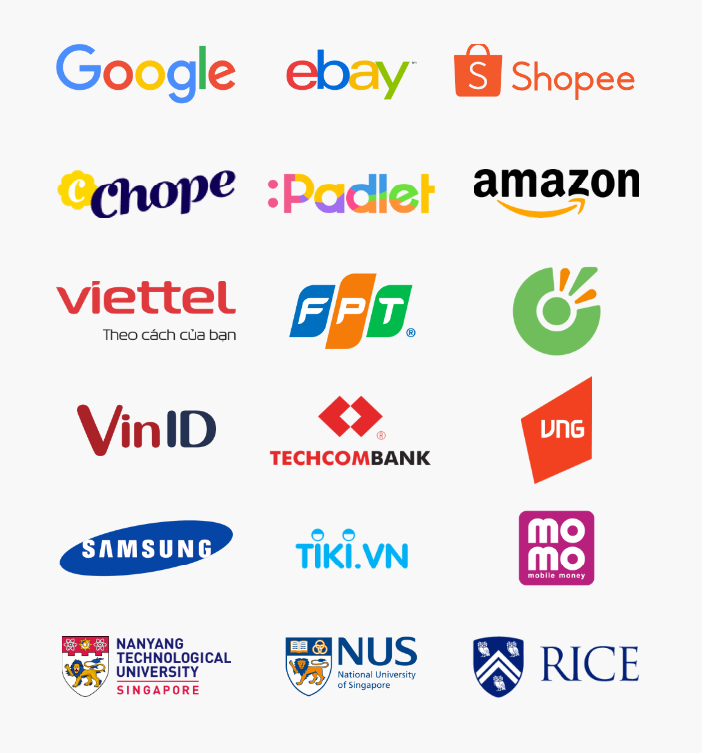 Google
ebay™
S Shopee
c Chope
:Padlet
amazon
viettel
Theo cách của bạn
FPT®
VinID
®
TECHCOMBANK
VNG
SAMSUNG
TIKI.VN
mo
mo
mobile money
NANYANG
TECHNOLOGICAL
UNIVERSITY
SINGAPORE
NUS
National University
of Singapore
RICE